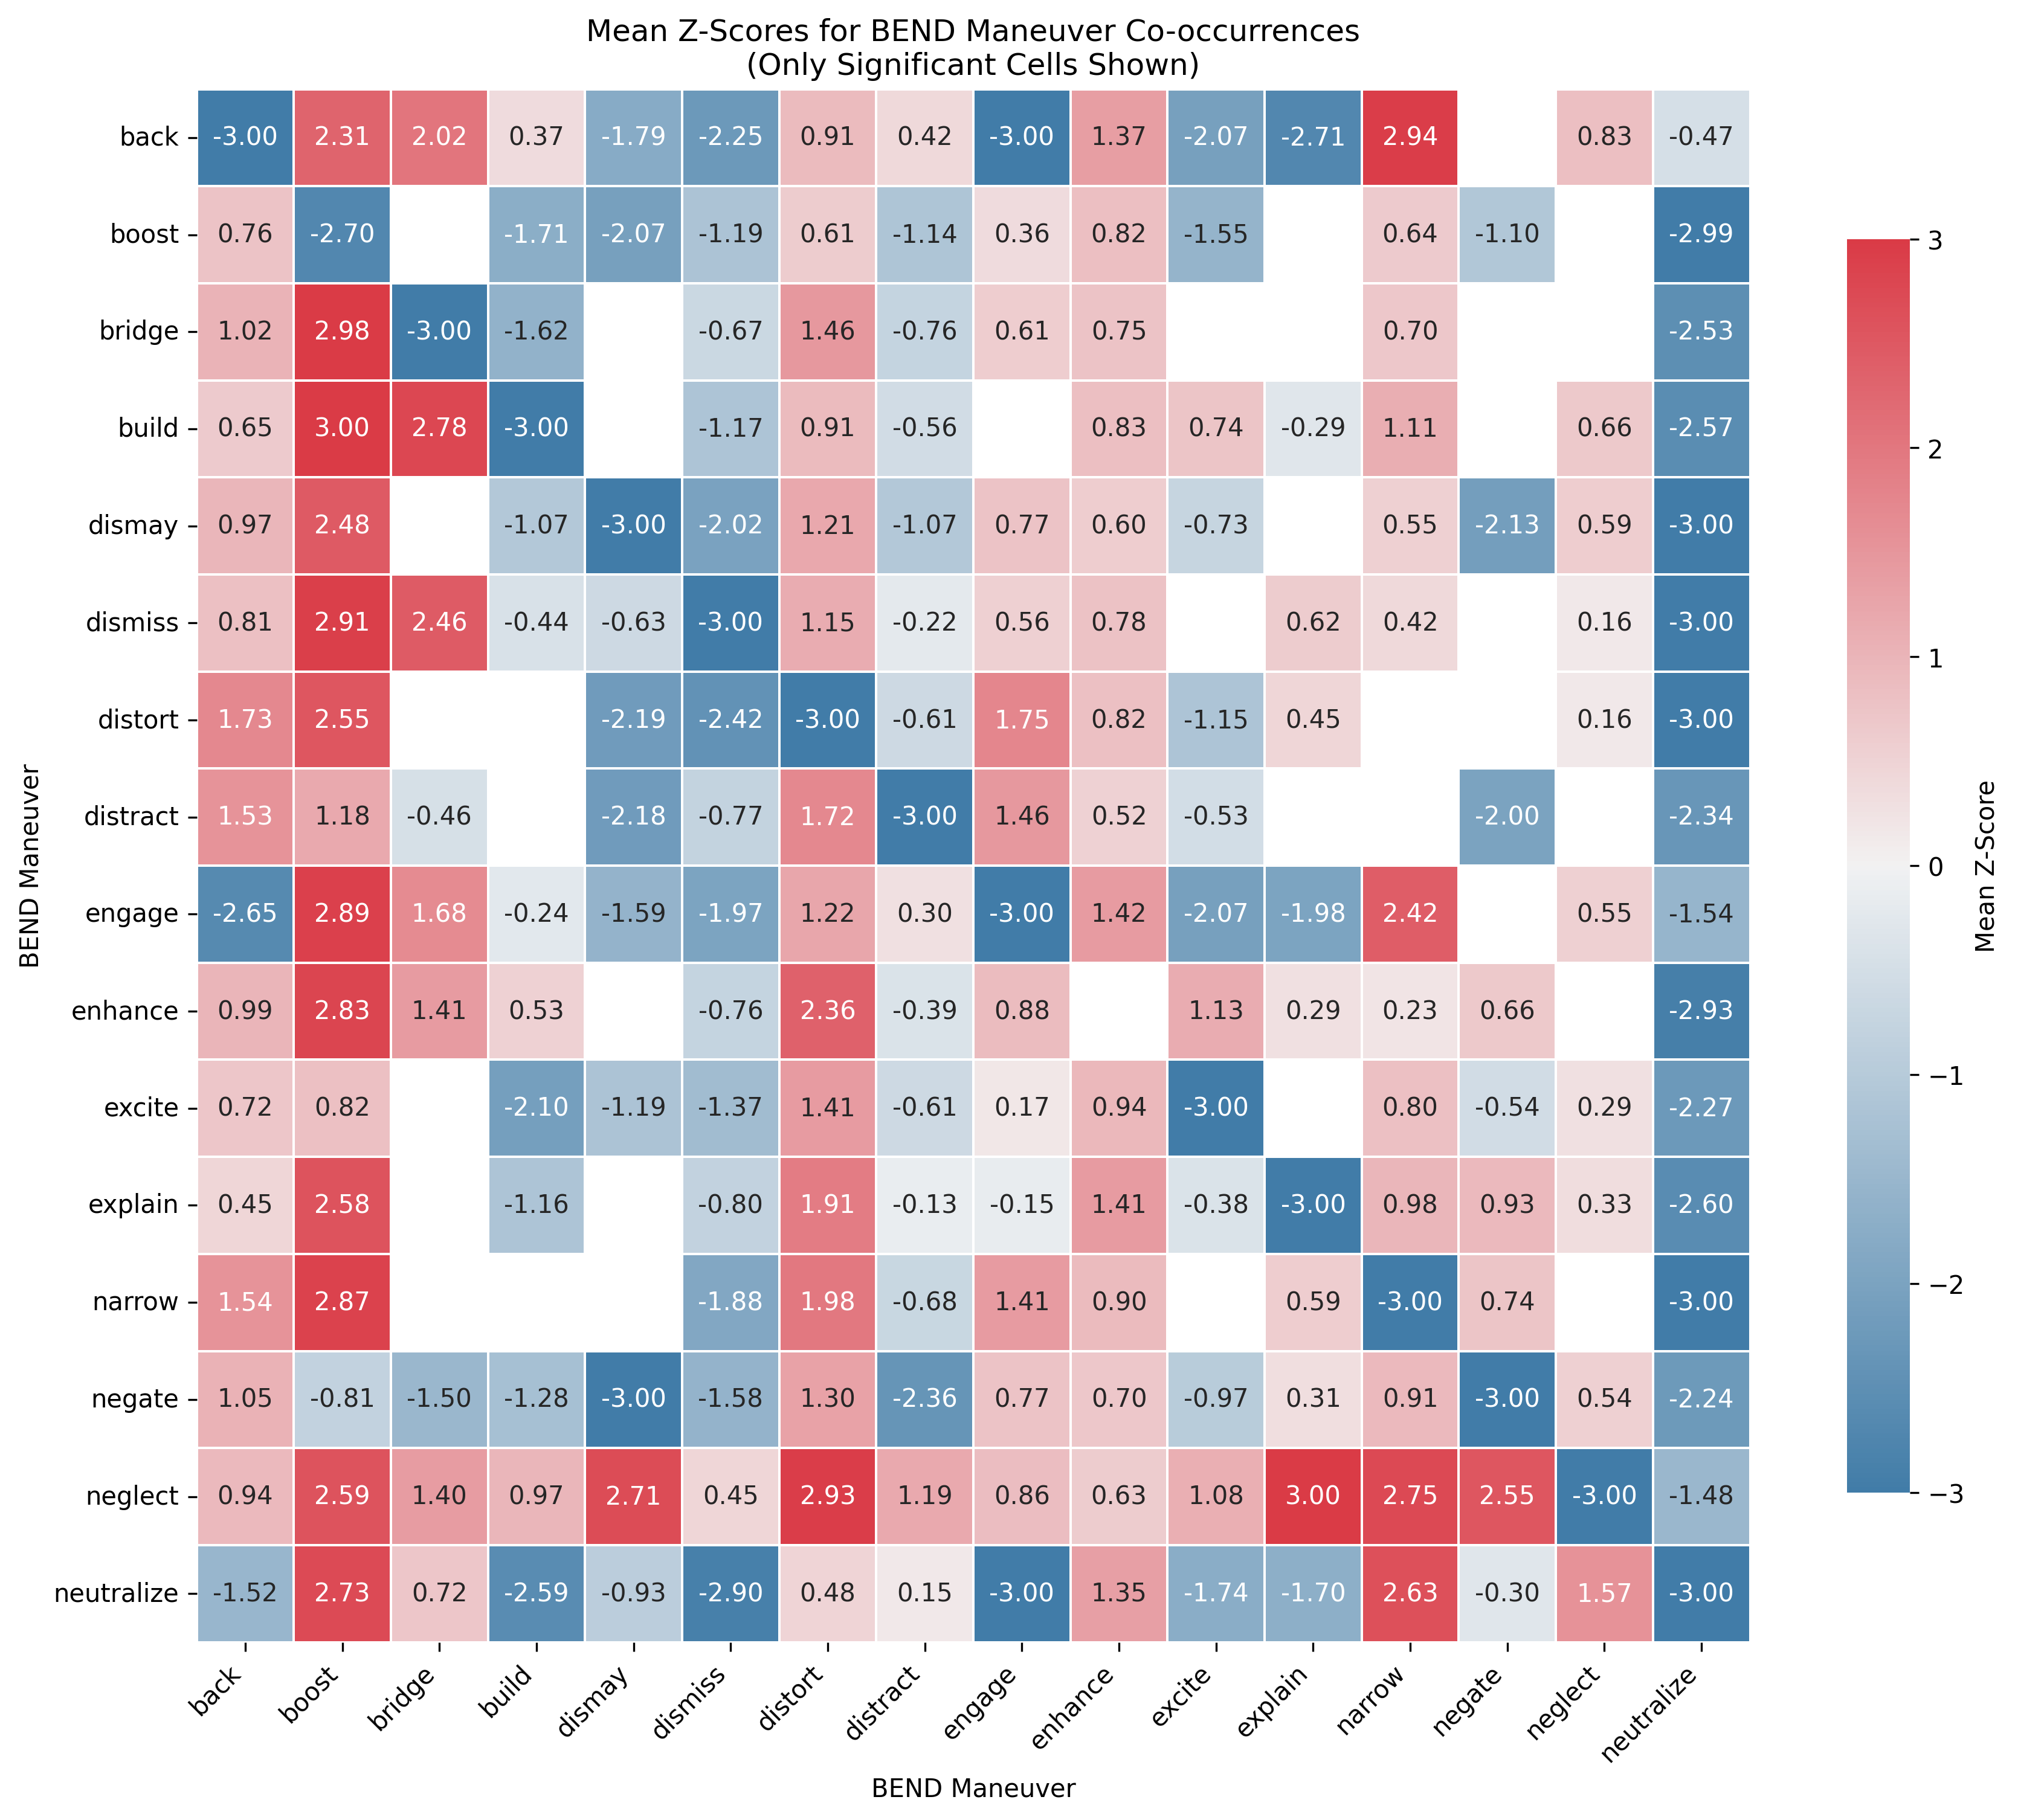 Mean Z-Scores for BEND Maneuver Co-occurrences
(Only Significant Cells Shown)
back -3.00 2.31 2.02 0.37 -1.79 -2.25 0.91 0.42 -3.00 1.37 -2.07 -2.71 2.94 0.83 -0.47
boost 0.76 -2.70 -1.71 -2.07 -1.19 0.61 -1.14 0.36 0.82 -1.55 0.64 -1.10 -2.99
bridge 1.02 2.98 -3.00 -1.62 -0.67 1.46 -0.76 0.61 0.75 0.70 -2.53
build 0.65 3.00 2.78 -3.00 -1.17 0.91 -0.56 0.83 0.74 -0.29 1.11 0.66 -2.57
dismay 0.97 2.48 -1.07 -3.00 -2.02 1.21 -1.07 0.77 0.60 -0.73 0.55 -2.13 0.59 -3.00
dismiss 0.81 2.91 2.46 -0.44 -0.63 -3.00 1.15 -0.22 0.56 0.78 0.62 0.42 0.16 -3.00
distort 1.73 2.55 -2.19 -2.42 -3.00 -0.61 1.75 0.82 -1.15 0.45 0.16 -3.00
distract 1.53 1.18 -0.46 -2.18 -0.77 1.72 -3.00 1.46 0.52 -0.53 -2.00 -2.34
engage -2.65 2.89 1.68 -0.24 -1.59 -1.97 1.22 0.30 -3.00 1.42 -2.07 -1.98 2.42 0.55 -1.54
enhance 0.99 2.83 1.41 0.53 -0.76 2.36 -0.39 0.88 1.13 0.29 0.23 0.66 -2.93
excite 0.72 0.82 -2.10 -1.19 -1.37 1.41 -0.61 0.17 0.94 -3.00 0.80 -0.54 0.29 -2.27
explain 0.45 2.58 -1.16 -0.80 1.91 -0.13 -0.15 1.41 -0.38 -3.00 0.98 0.93 0.33 -2.60
narrow 1.54 2.87 -1.88 1.98 -0.68 1.41 0.90 0.59 -3.00 0.74 -3.00
negate 1.05 -0.81 -1.50 -1.28 -3.00 -1.58 1.30 -2.36 0.77 0.70 -0.97 0.31 0.91 -3.00 0.54 -2.24
neglect 0.94 2.59 1.40 0.97 2.71 0.45 2.93 1.19 0.86 0.63 1.08 3.00 2.75 2.55 -3.00 -1.48
neutralize -1.52 2.73 0.72 -2.59 -0.93 -2.90 0.48 0.15 -3.00 1.35 -1.74 -1.70 2.63 -0.30 1.57 -3.00
back boost bridge build dismay dismiss distort distract engage enhance excite explain narrow negate neglect neutralize
BEND Maneuver
BEND Maneuver
3
2
1
0
−1
−2
−3
Mean Z-Score